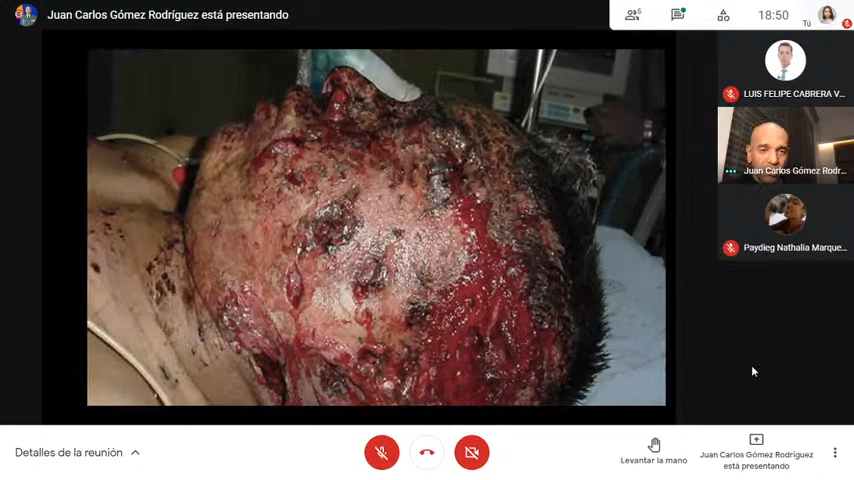 Juan Carlos Gómez Rodríguez está presentando
5
18:50
Tú
LUIS FELIPE CABRERA V...
Juan Carlos Gómez Rodr...
Paydieg Nathalia Marque...
Detalles de la reunión
Levantar la mano
Juan Carlos Gómez Rodríguez
está presentando